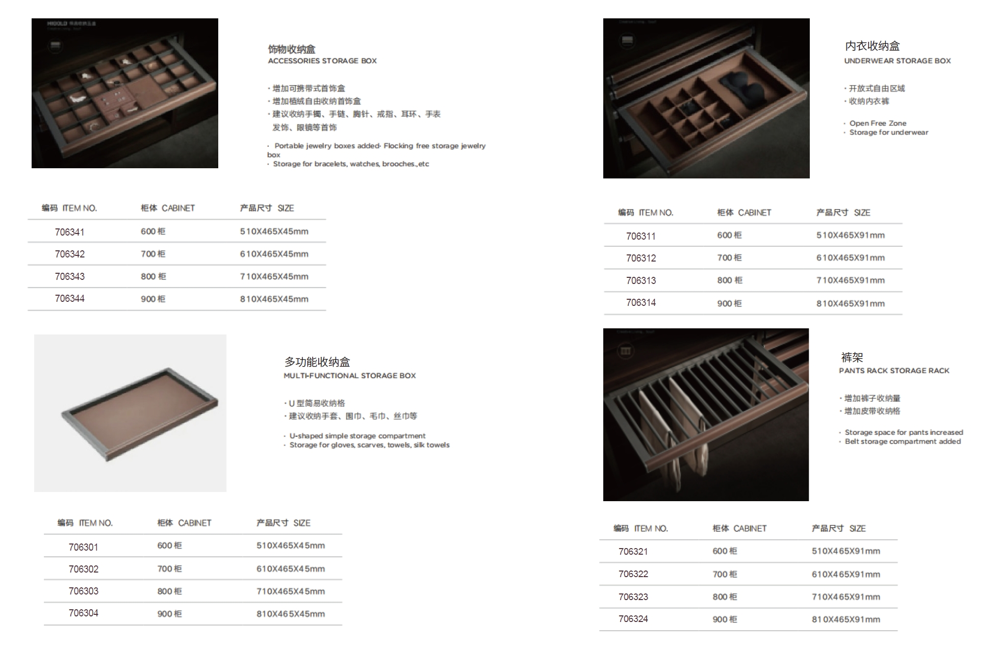 HIGOLD
饰物收纳盒
ACCESSORIES STORAGE BOX
· 增加可携带式首饰盒
· 增加植绒自由收纳首饰盒
· 建议收纳手镯、手链、胸针、戒指、耳环、手表
发饰、眼镜等首饰
· Portable jewelry boxes added· Flocking free storage jewelry
box
· Storage for bracelets, watches, brooches.,etc
编码 ITEM NO. 柜体 CABINET 产品尺寸 SIZE
706341 600 柜 510X465X45mm
706342 700 柜 610X465X45mm
706343 800 柜 710X465X45mm
706344 900 柜 810X465X45mm
内衣收纳盒
UNDERWEAR STORAGE BOX
· 开放式自由区域
· 收纳内衣裤
· Open Free Zone
· Storage for underwear
编码 ITEM NO. 柜体 CABINET 产品尺寸 SIZE
706311 600 柜 510X465X91mm
706312 700 柜 610X465X91mm
706313 800 柜 710X465X91mm
706314 900 柜 810X465X91mm
多功能收纳盒
MULTI-FUNCTIONAL STORAGE BOX
· U 型简易收纳格
· 建议收纳手套、围巾、毛巾、丝巾等
· U-shaped simple storage compartment
· Storage for gloves, scarves, towels, silk towels
编码 ITEM NO. 柜体 CABINET 产品尺寸 SIZE
706301 600 柜 510X465X45mm
706302 700 柜 610X465X45mm
706303 800 柜 710X465X45mm
706304 900 柜 810X465X45mm
裤架
PANTS RACK STORAGE RACK
· 增加裤子收纳量
· 增加皮带收纳格
· Storage space for pants increased
· Belt storage compartment added
编码 ITEM NO. 柜体 CABINET 产品尺寸 SIZE
706321 600 柜 510X465X91mm
706322 700 柜 610X465X91mm
706323 800 柜 710X465X91mm
706324 900 柜 810X465X91mm